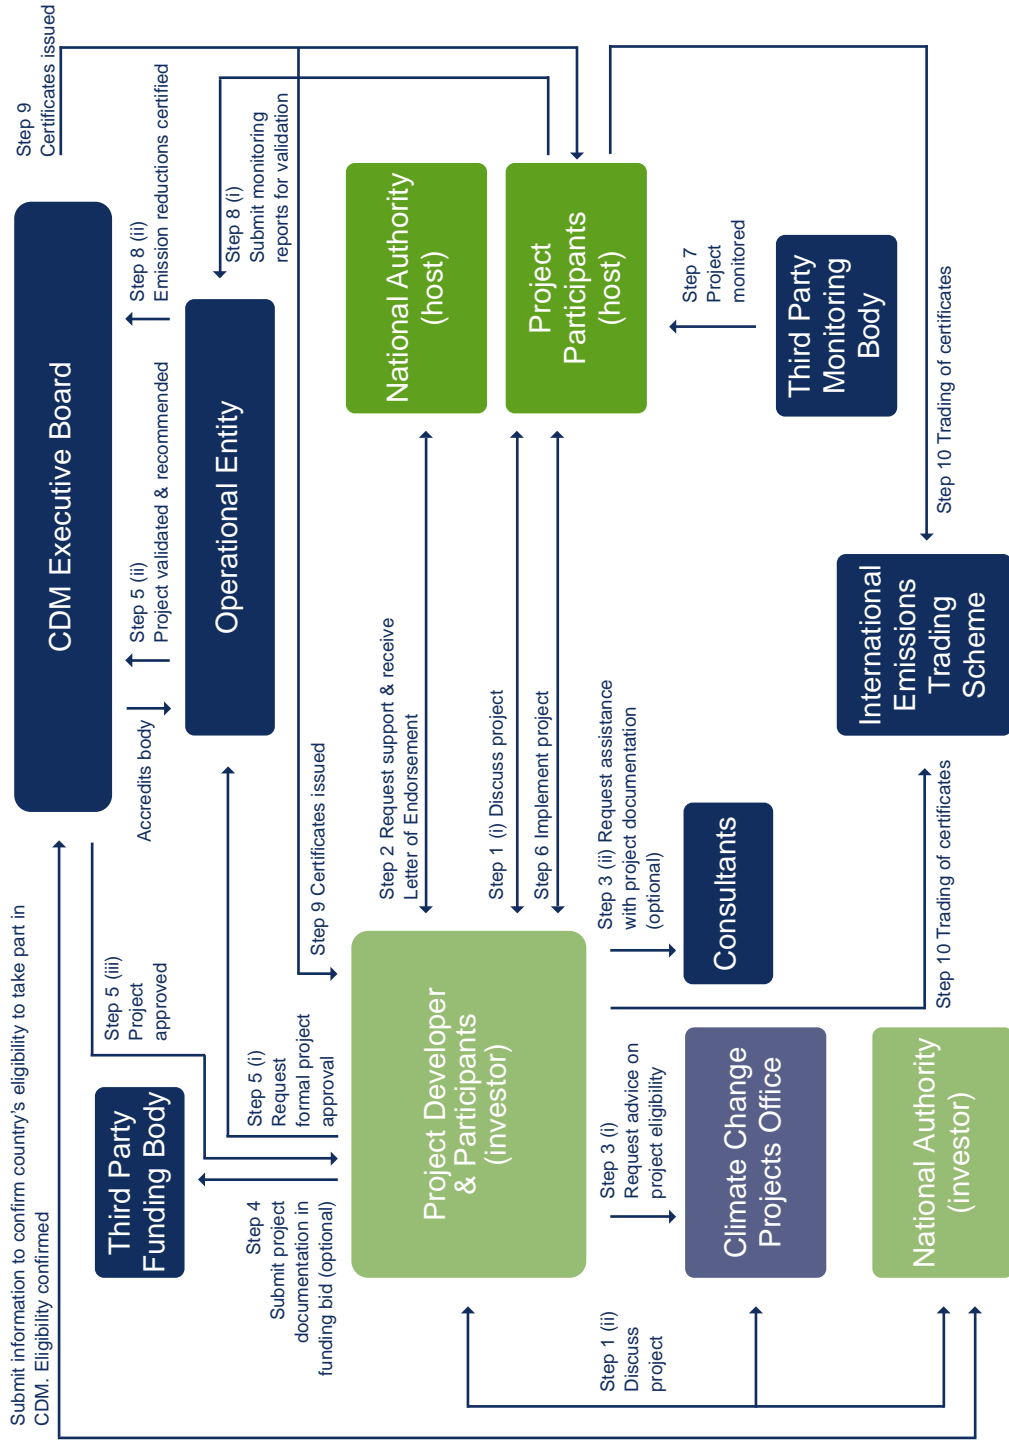 Submit information to confirm country's eligibility to take part in
CDM. Eligibility confirmed
CDM Executive Board
Step 9
Certificates issued
Step 5 (iii)
Project
approved
Accredits body
Step 5 (ii)
Project validated & recommended
Step 8 (ii)
Emission reductions certified
Third Party
Funding Body
Operational Entity
Step 4
Submit project
documentation in
funding bid (optional)
Step 5 (i)
Request
formal project
approval
Step 9 Certificates issued
Step 8 (i)
Submit monitoring
reports for validation
Project Developer
& Participants
(investor)
Step 2 Request support & receive
Letter of Endorsement
National Authority
(host)
Step 1 (i) Discuss project
Step 6 Implement project
Project
Participants
(host)
Step 1 (ii)
Discuss
project
Step 3 (i)
Request advice on
project eligibility
Step 3 (ii) Request assistance
with project documentation
(optional)
Step 7
Project
monitored
Climate Change
Projects Office
Consultants
Third Party
Monitoring
Body
National Authority
(investor)
International
Emissions
Trading
Scheme
Step 10 Trading of certificates
Step 10 Trading of certificates